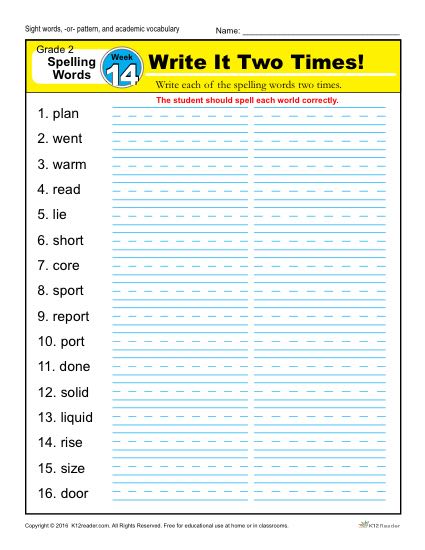 Sight words, -or- pattern, and academic vocabulary
Name:
Grade 2
Spelling
Words
Week
14
Write It Two Times!
Write each of the spelling words two times.
The student should spell each world correctly.
1. plan
2. went
3. warm
4. read
5. lie
6. short
7. core
8. sport
9. report
10. port
11. done
12. solid
13. liquid
14. rise
15. size
16. door
Copyright © 2016 K12reader.com. All Rights Reserved. Free for educational use at home or in classrooms.
K12Reader